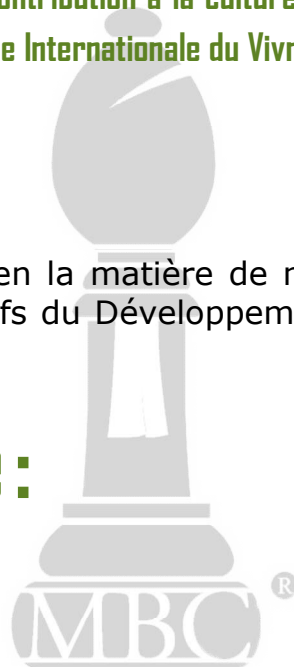 ontribution à la culture
e Internationale du Vivr
en la matière de
fs du Développem
:
MBC ®